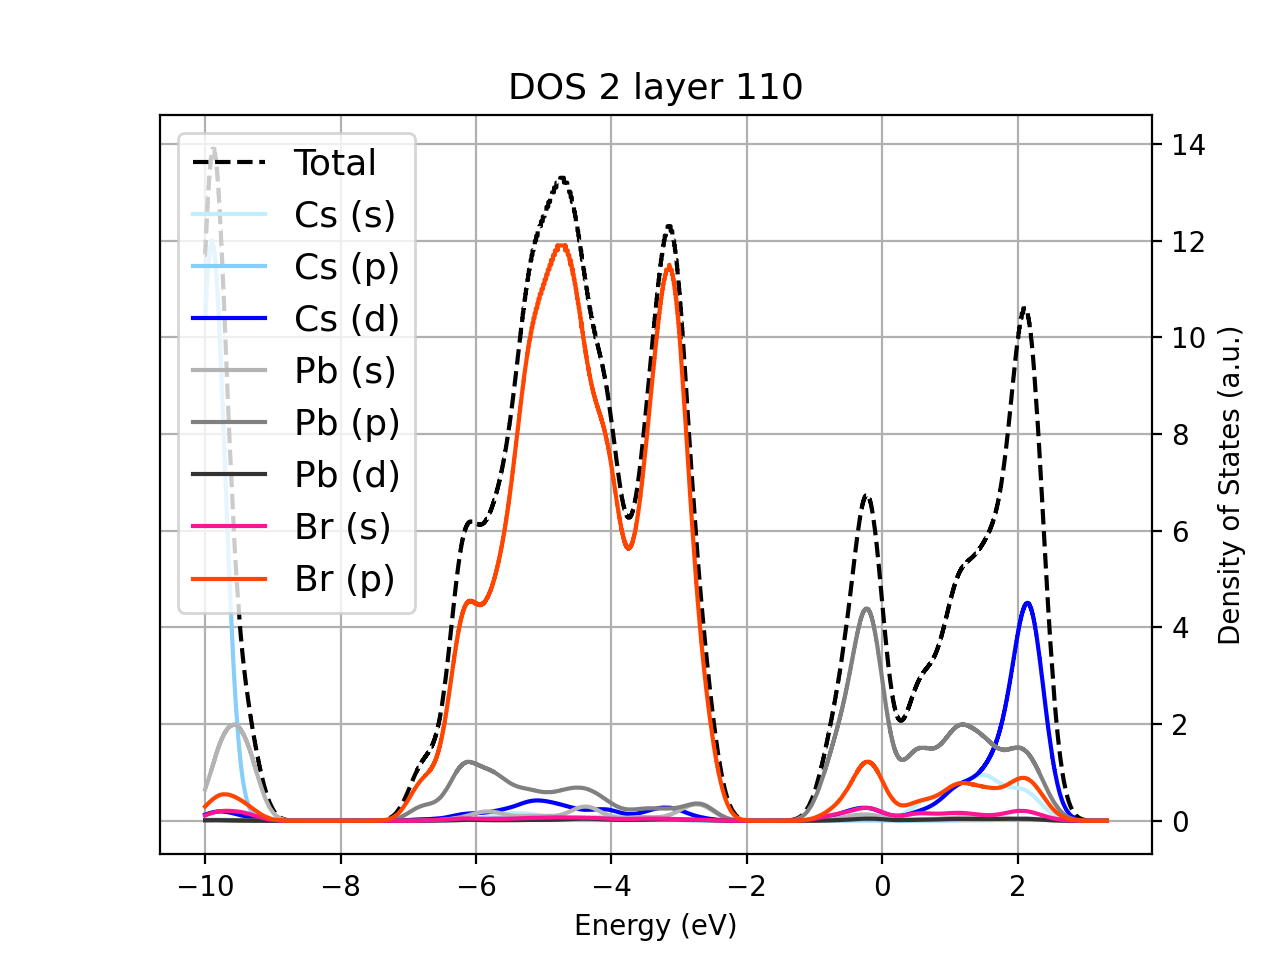 DOS 2 layer 110
Total
Cs (s)
Cs (p)
Cs (d)
Pb (s)
Pb (p)
Pb (d)
Br (s)
Br (p)
14
12
10
8
6
4
2
0
Density of States (a.u.)
−10 −8 −6 −4 −2 0 2
Energy (eV)